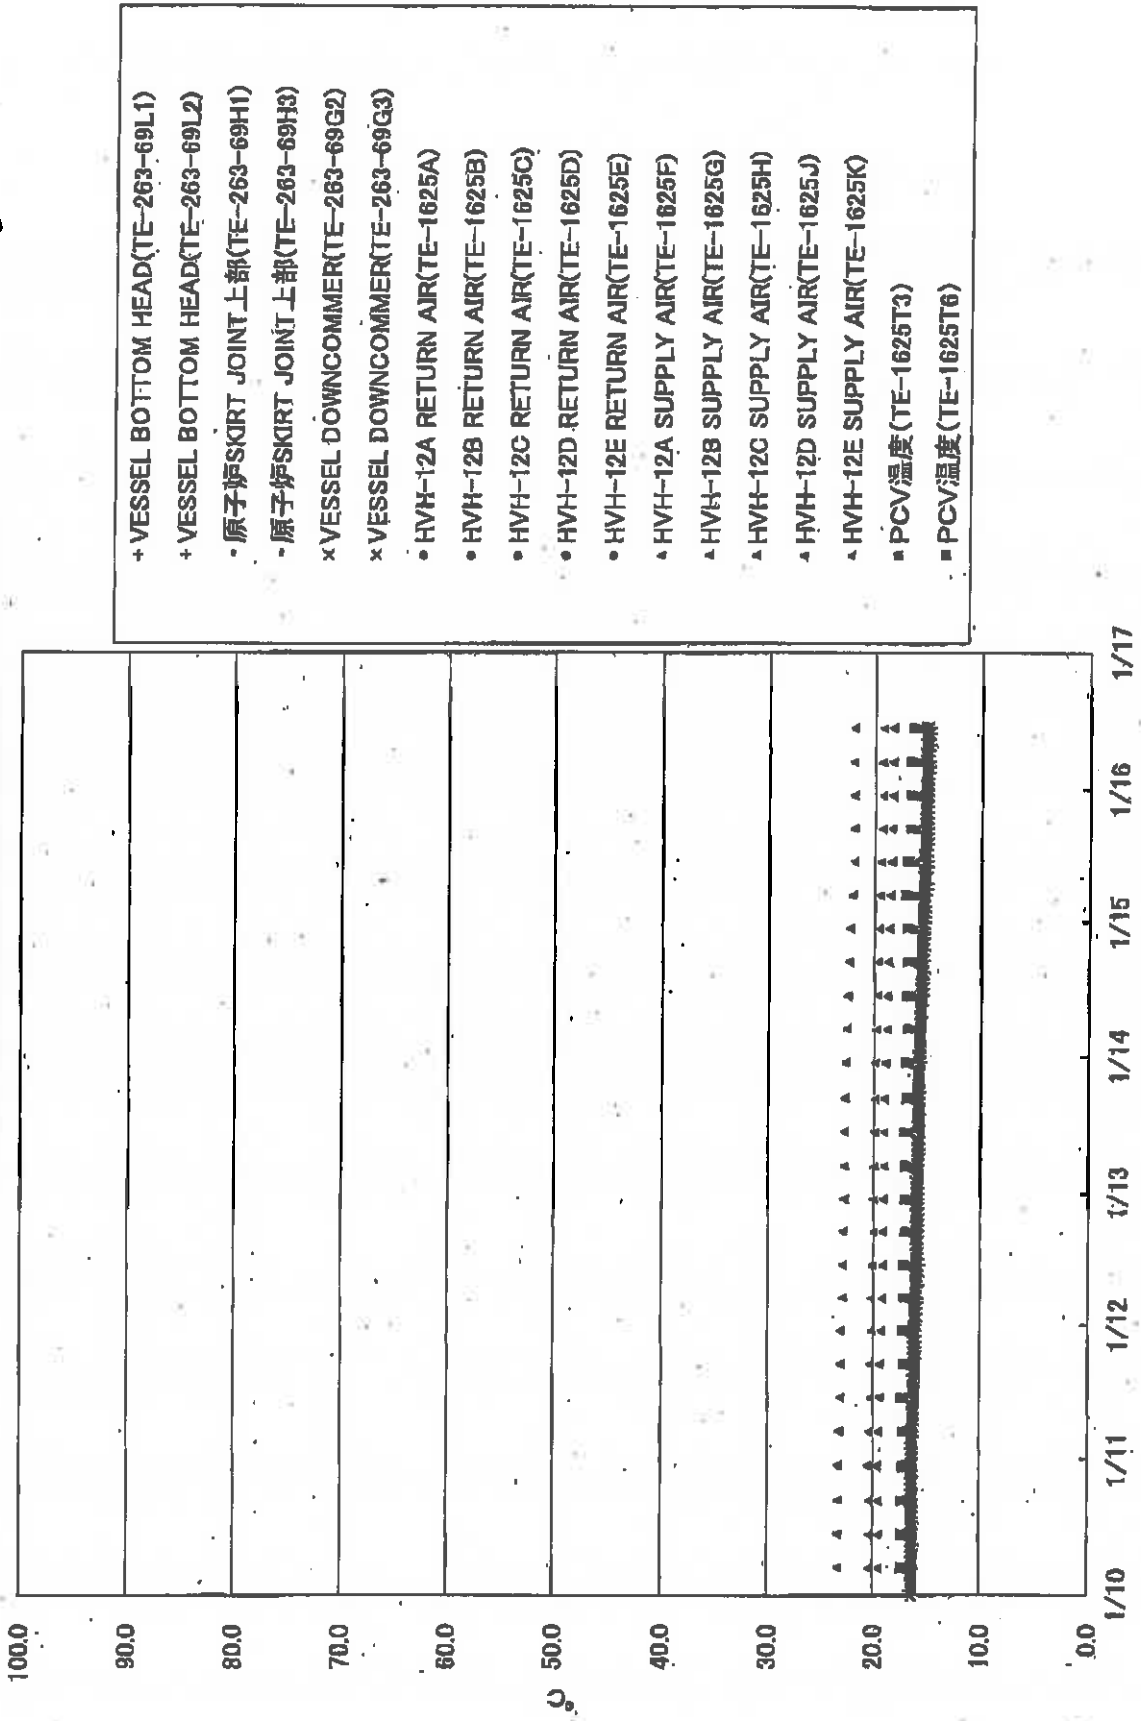 + VESSEL BOTTOM HEAD(TE-263-69L1)
+ VESSEL BOTTOM HEAD(TE-263-69L2)
- 原子炉SKIRT JOINT上部(TE-263-69H1)
- 原子炉SKIRT JOINT上部(TE-263-69H3)
× VESSEL DOWNCOMMER(TE-263-69G2)
× VESSEL DOWNCOMMER(TE-263-69G3)
● HVH-12A RETURN AIR(TE-1625A)
● HVH-12B RETURN AIR(TE-1625B)
● HVH-12C RETURN AIR(TE-1625C)
● HVH-12D RETURN AIR(TE-1625D)
● HVH-12E RETURN AIR(TE-1625E)
▲ HVH-12A SUPPLY AIR(TE-1625F)
▲ HVH-12B SUPPLY AIR(TE-1625G)
▲ HVH-12C SUPPLY AIR(TE-1625H)
▲ HVH-12D SUPPLY AIR(TE-1625J)
▲ HVH-12E SUPPLY AIR(TE-1625K)
■ PCV温度(TE-1625T3)
■ PCV温度(TE-1625T6)
℃
100.0
90.0
80.0
70.0
60.0
50.0
40.0
30.0
20.0
10.0
0.0
1/10
1/11
1/12
1/13
1/14
1/15
1/16
1/17